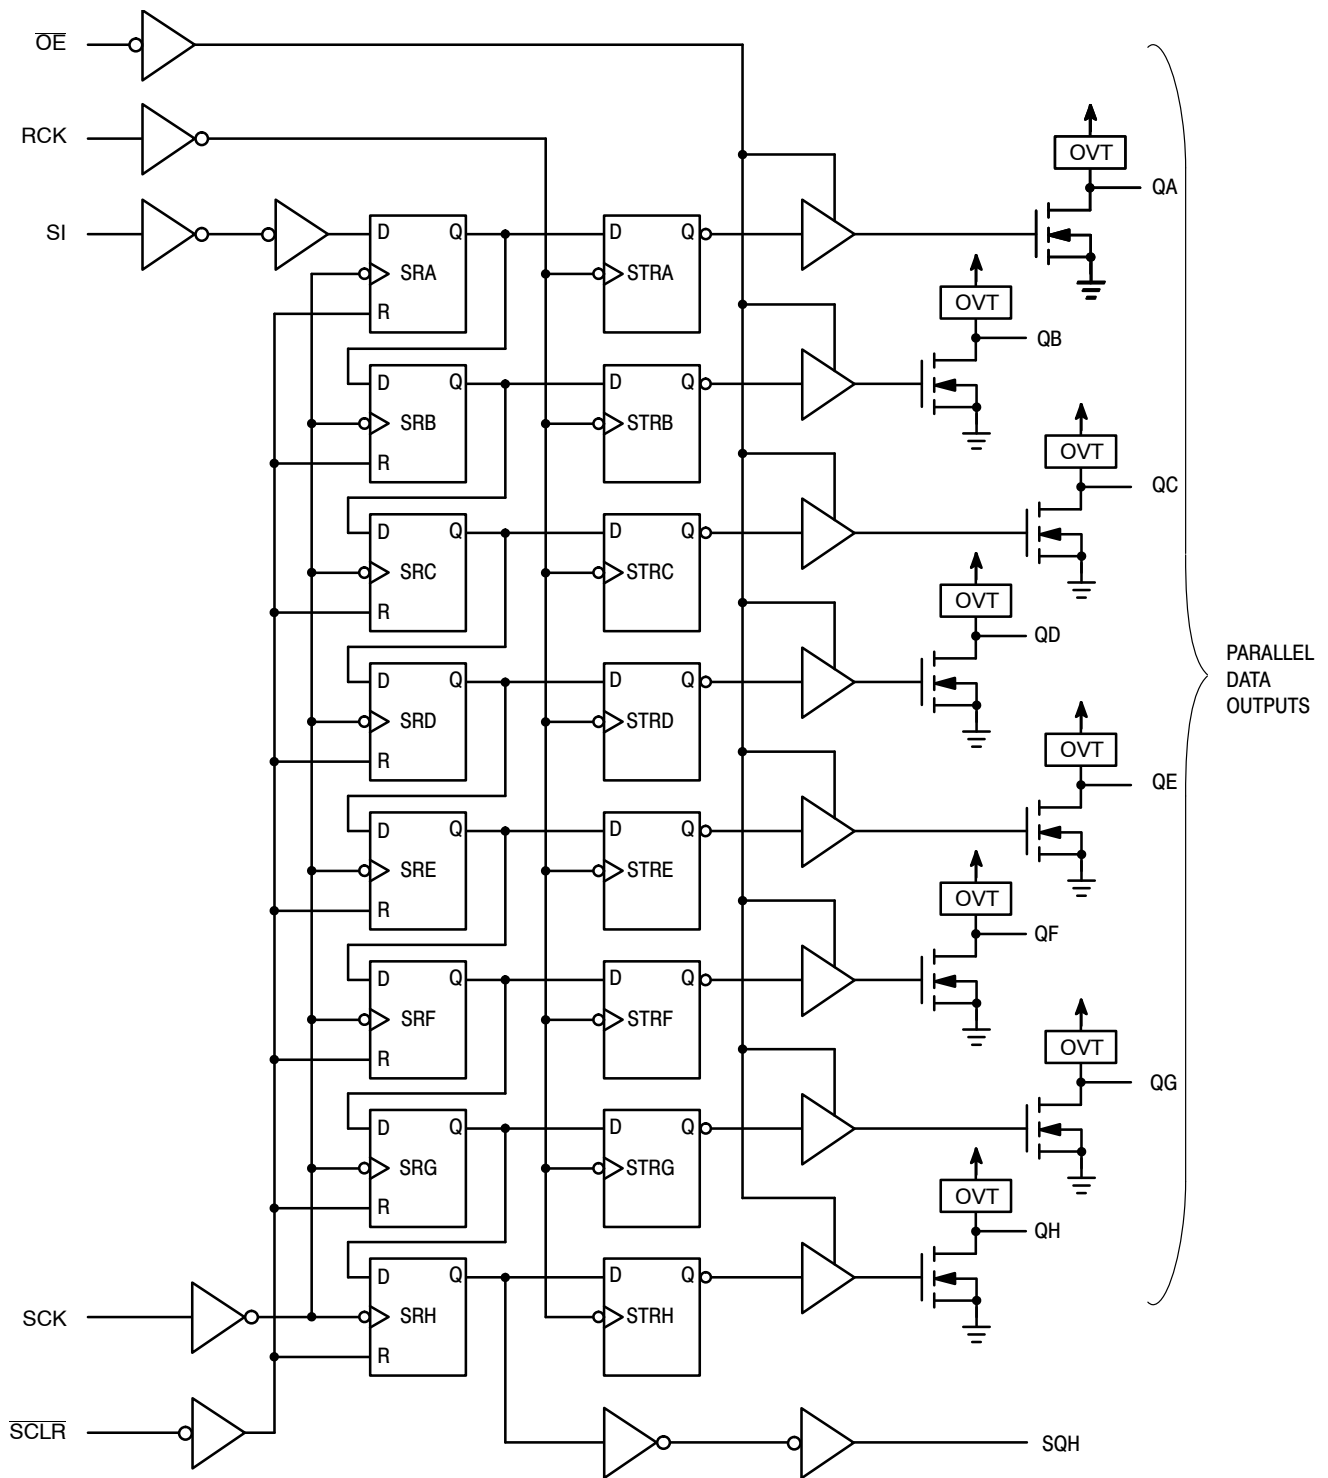 OE
RCK
OVT
QA
SI
D Q
SRA
R
D Q
STRA
OVT
QB
D Q
SRB
R
D Q
STRB
OVT
QC
D Q
SRC
R
D Q
STRC
OVT
QD
D Q
SRD
R
D Q
STRD
PARALLEL
DATA
OUTPUTS
OVT
QE
D Q
SRE
R
D Q
STRE
OVT
QF
D Q
SRF
R
D Q
STRF
OVT
QG
D Q
SRG
R
D Q
STRG
OVT
QH
D Q
SRH
R
D Q
STRH
SCK
SCLR
SQH